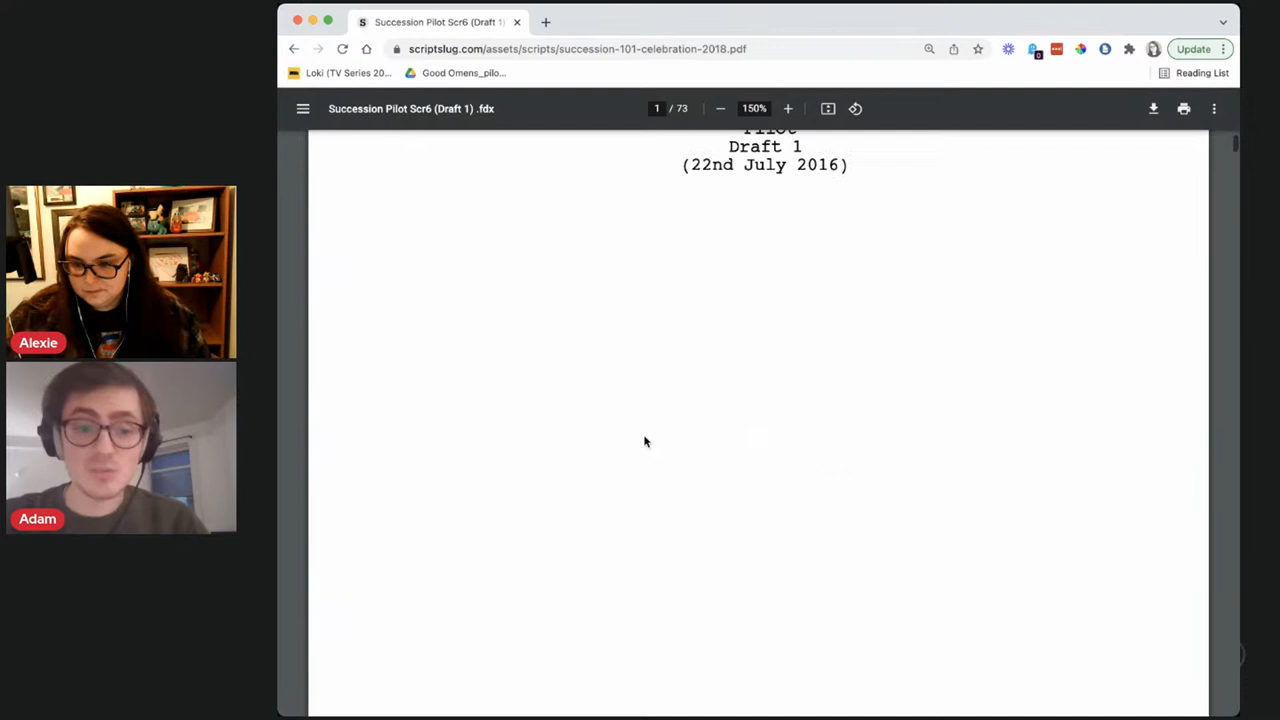 Succession Pilot Scr6 (Draft 1)
scriptslug.com/assets/scripts/succession-101-celebration-2018.pdf
Update
Loki (TV Series 20...
Good Omens_pilo...
Reading List
Succession Pilot Scr6 (Draft 1) .fdx
1 / 73
150%
Pilot
Draft 1
(22nd July 2016)
Alexie
Adam